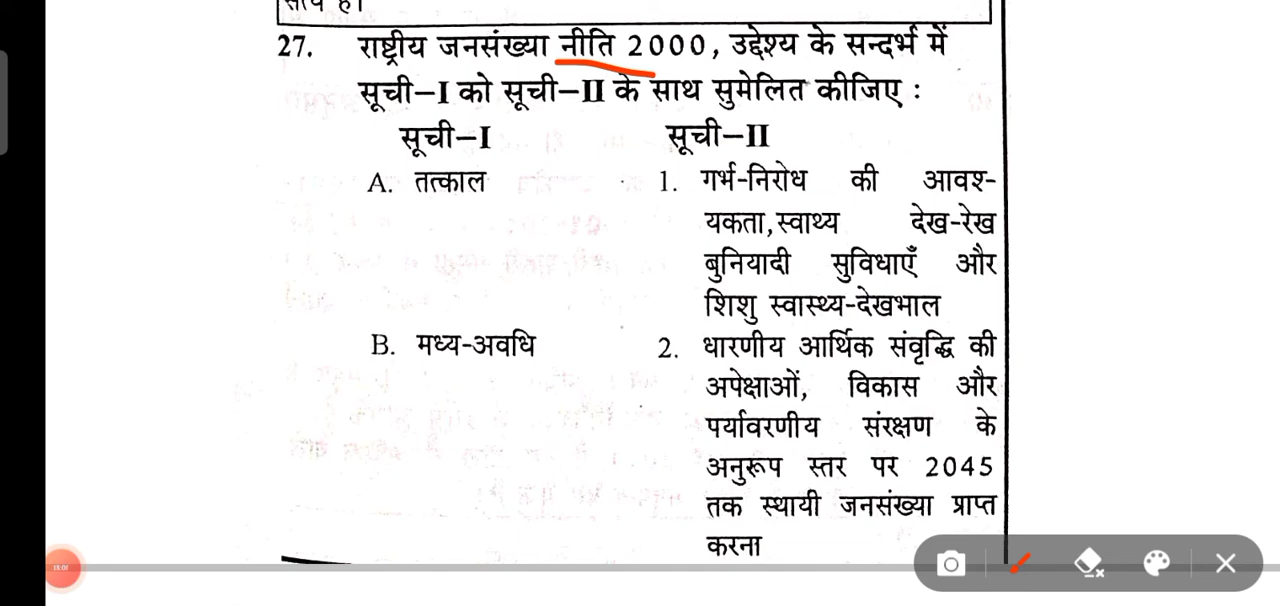 सत्य है।
27. राष्ट्रीय जनसंख्या नीति 2000, उद्देश्य के सन्दर्भ में
सूची-I को सूची-II के साथ सुमेलित कीजिए :
सूची-I सूची-II
A. तत्काल 1. गर्भ-निरोध की आवश-
यकता,स्वाथ्य देख-रेख
बुनियादी सुविधाएँ और
शिशु स्वास्थ्य-देखभाल
B. मध्य-अवधि 2. धारणीय आर्थिक संवृद्धि की
अपेक्षाओं, विकास और
पर्यावरणीय संरक्षण के
अनुरूप स्तर पर 2045
तक स्थायी जनसंख्या प्राप्त
करना